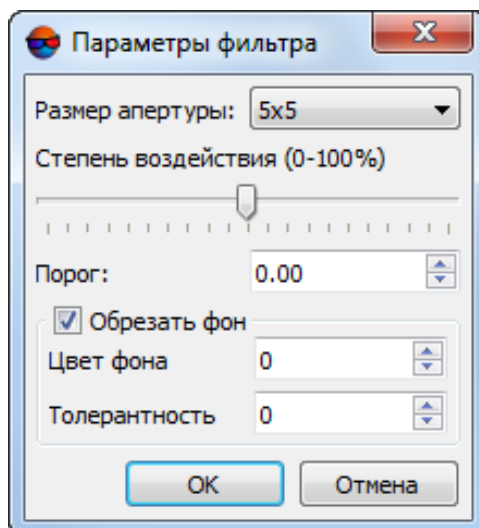 Параметры фильтра
Размер апертуры: 5x5
Степень воздействия (0-100%)
Порог: 0.00
Обрезать фон
Цвет фона 0
Толерантность 0
OK Отмена